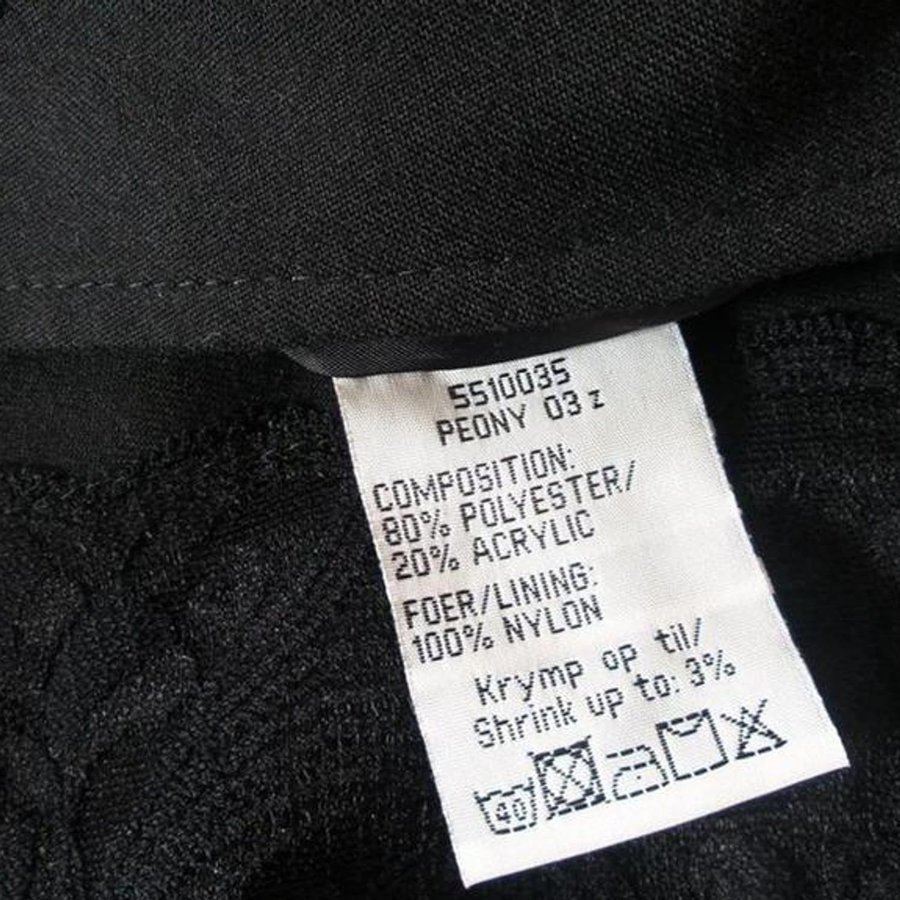 5510035
PEONY 03 z
COMPOSITION:
80% POLYESTER/
20% ACRYLIC
FOER/LINING:
100% NYLON
Krymp op til/
Shrink up to: 3%
40